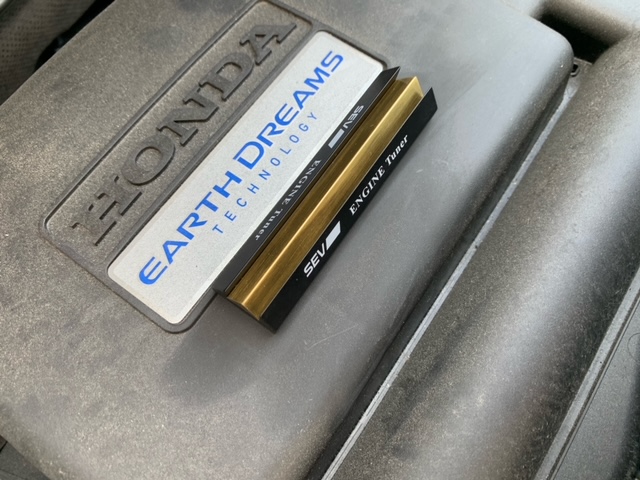 HONDA
EARTH DREAMS
TECHNOLOGY
SEV
ENGINE Tuner
SEV ENGINE Tuner